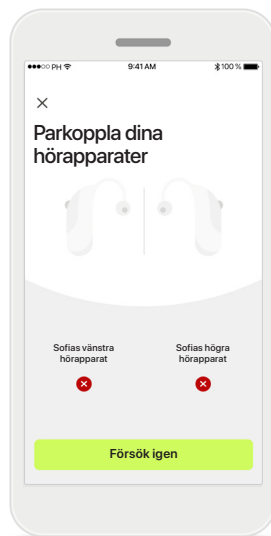 PH 9:41 AM 100 %
Parkoppla dina
hörapparater
Sofias vänstra
hörapparat
Sofias högra
hörapparat
Försök igen